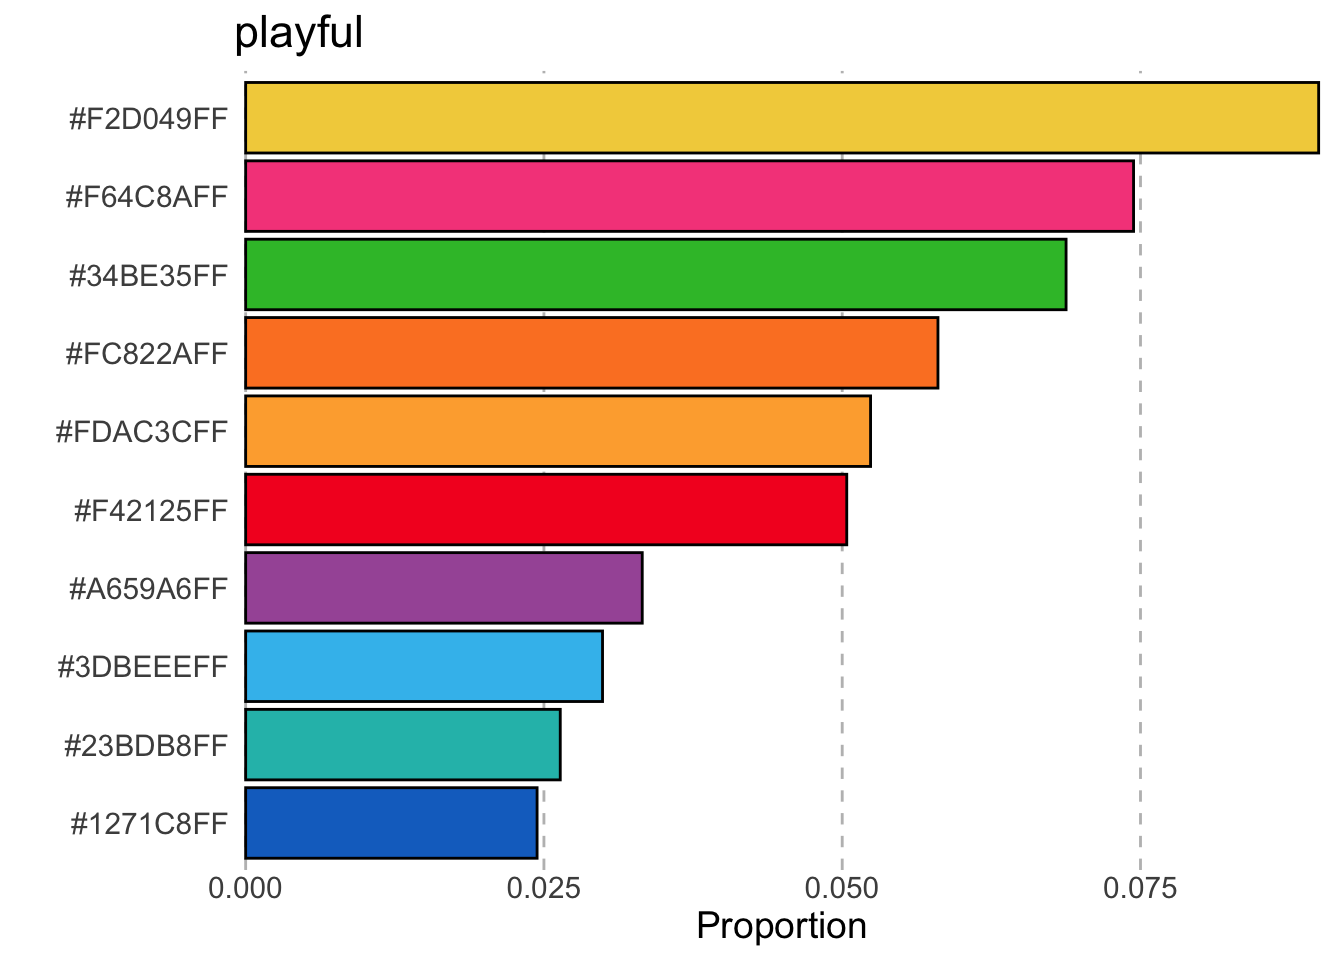 playful
#F2D049FF
#F64C8AFF
#34BE35FF
#FC822AFF
#FDAC3CFF
#F42125FF
#A659A6FF
#3DBEEEFF
#23BDB8FF
#1271C8FF
0.000 0.025 0.050 0.075
Proportion